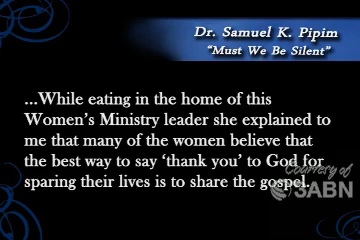 Dr. Samuel K. Pipim
“Must We Be Silent”
...While eating in the home of this
Women’s Ministry leader she explained to
me that many of the women believe that
the best way to say ‘thank you’ to God for
sparing their lives is to share the gospel.
Courtesy of
3ABN